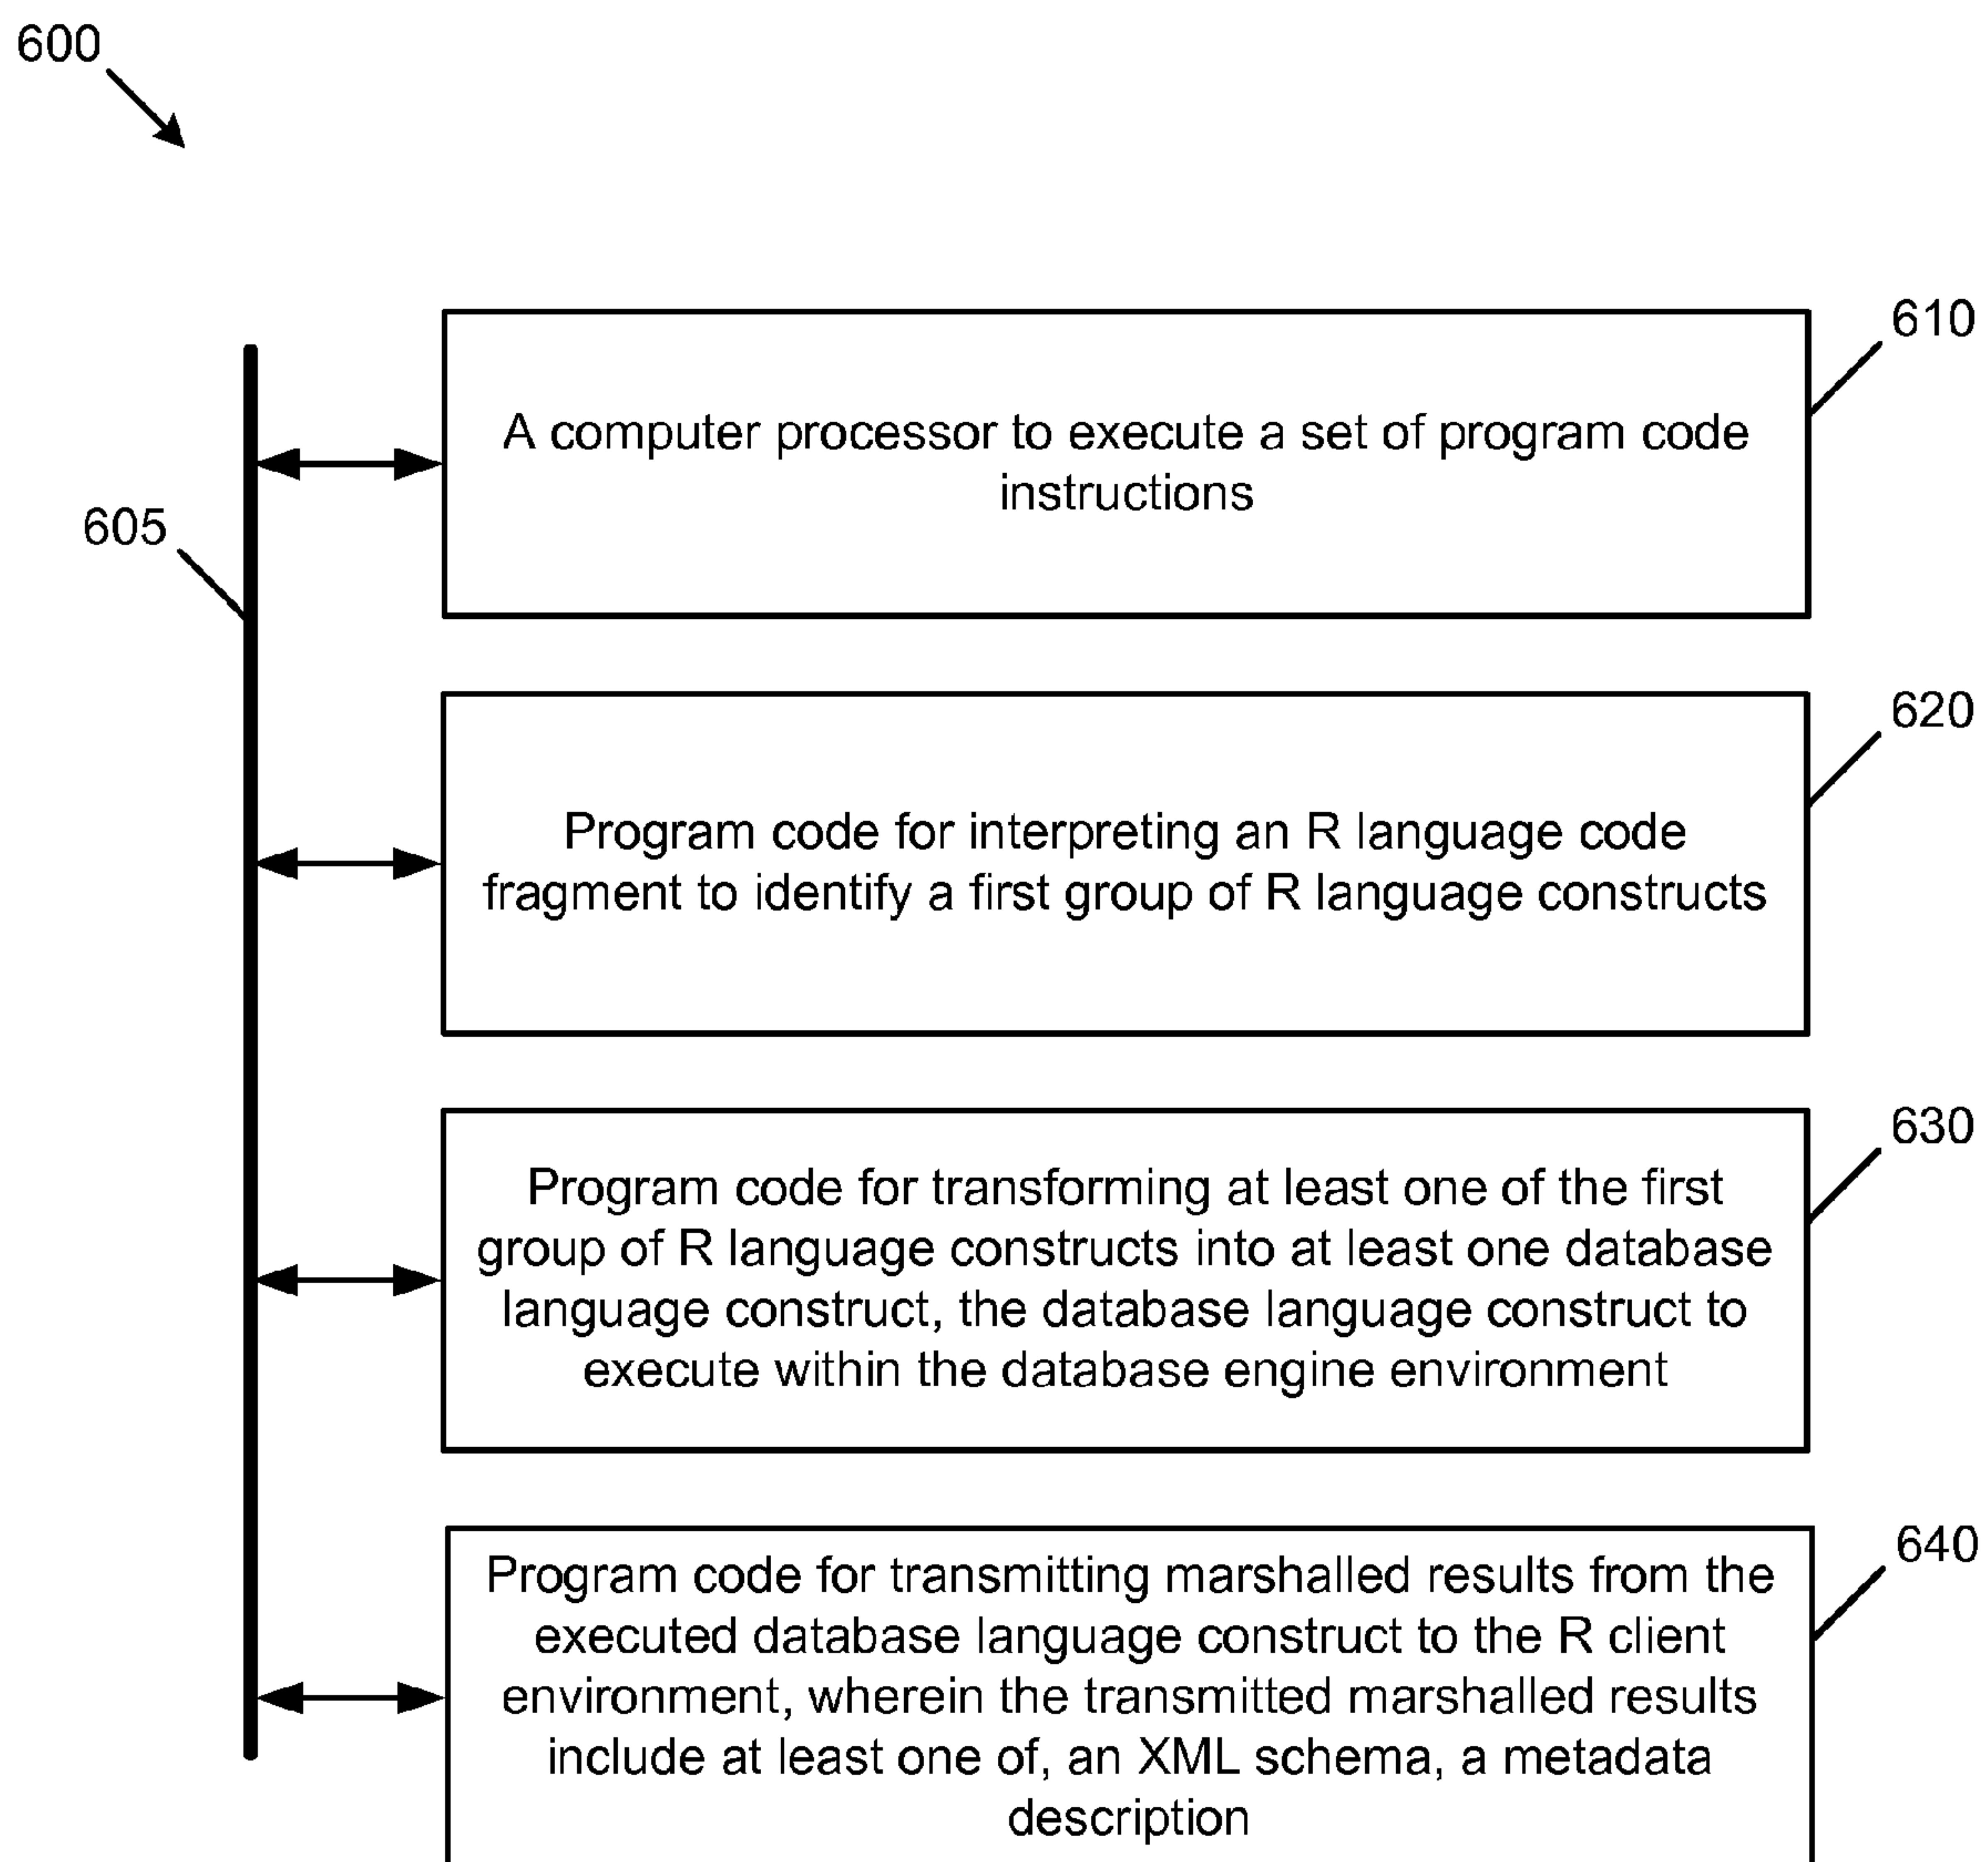 600
610
A computer processor to execute a set of program code
instructions
605
620
Program code for interpreting an R language code
fragment to identify a first group of R language constructs
630
Program code for transforming at least one of the first
group of R language constructs into at least one database
language construct, the database language construct to
execute within the database engine environment
640
Program code for transmitting marshalled results from the
executed database language construct to the R client
environment, wherein the transmitted marshalled results
include at least one of, an XML schema, a metadata
description